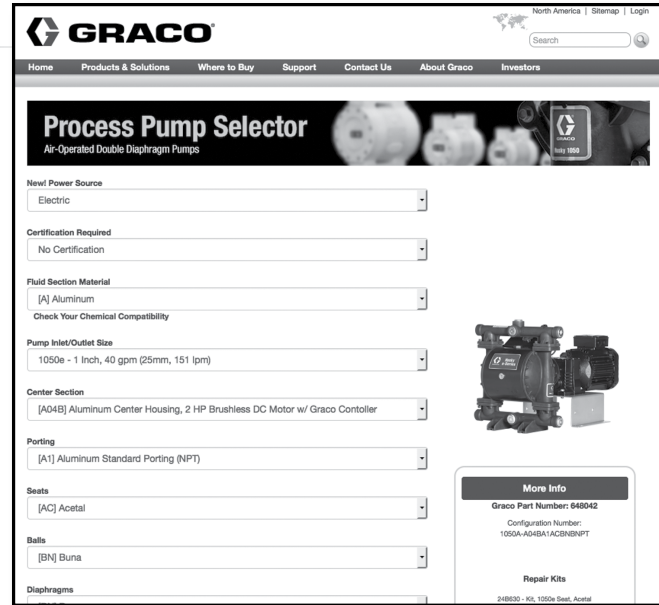 North America | Sitemap | Login
GRACO
Search
Home Products & Solutions Where to Buy Support Contact Us About Graco Investors
Process Pump Selector
Air-Operated Double Diaphragm Pumps
GRACO
1050
New! Power Source
Electric
Certification Required
No Certification
Fluid Section Material
[A] Aluminum
Check Your Chemical Compatibility
Pump Inlet/Outlet Size
1050e - 1 Inch, 40 gpm (25mm, 151 lpm)
Center Section
[A04B] Aluminum Center Housing, 2 HP Brushless DC Motor w/ Graco Contoller
Porting
[A1] Aluminum Standard Porting (NPT)
Seats
[AC] Acetal
Balls
[BN] Buna
Diaphragms
More Info
Graco Part Number: 648042
Configuration Number:
1050A-A04BA1ACBNBNPT
Repair Kits
24B630 - Kit, 1050e Seat, Acetal